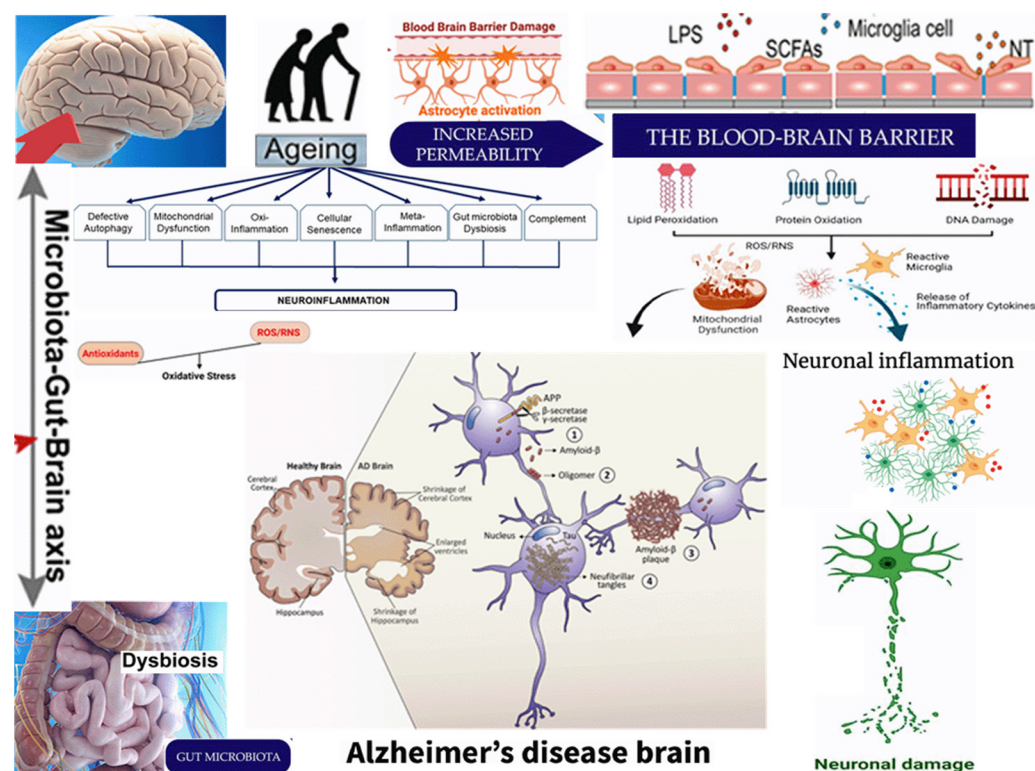 Blood Brain Barrier Damage
Astrocyte activation
LPS
SCFAs
Microglia cell
NT
Ageing
INCREASED
PERMEABILITY
THE BLOOD-BRAIN BARRIER
Microbiota-Gut-Brain axis
Defective
Autophagy
Mitochondrial
Dysfunction
Oxi-
Inflammation
Cellular
Senescence
Meta-
Inflammation
Gut microbiota
Dysbiosis
Complement
NEUROINFLAMMATION
Lipid Peroxidation
Protein Oxidation
DNA Damage
ROS/RNS
Reactive
Microglia
Mitochondrial
Dysfunction
Reactive
Astrocytes
Release of
Inflammatory Cytokines
ROS/RNS
Antioxidants
Oxidative Stress
Neuronal inflammation
Healthy Brain
AD Brain
Cerebral
Cortex
Shrinkage of
Cerebral Cortex
Enlarged
ventricles
Hippocampus
Shrinkage of
Hippocampus
APP
β-secretase
γ-secretase
1
Amyloid-β
Oligomer
2
Nucleus
Tau
Amyloid-β
plaque
3
Neufibrillar
tangles
4
Dysbiosis
GUT MICROBIOTA
Alzheimer's disease brain
Neuronal damage